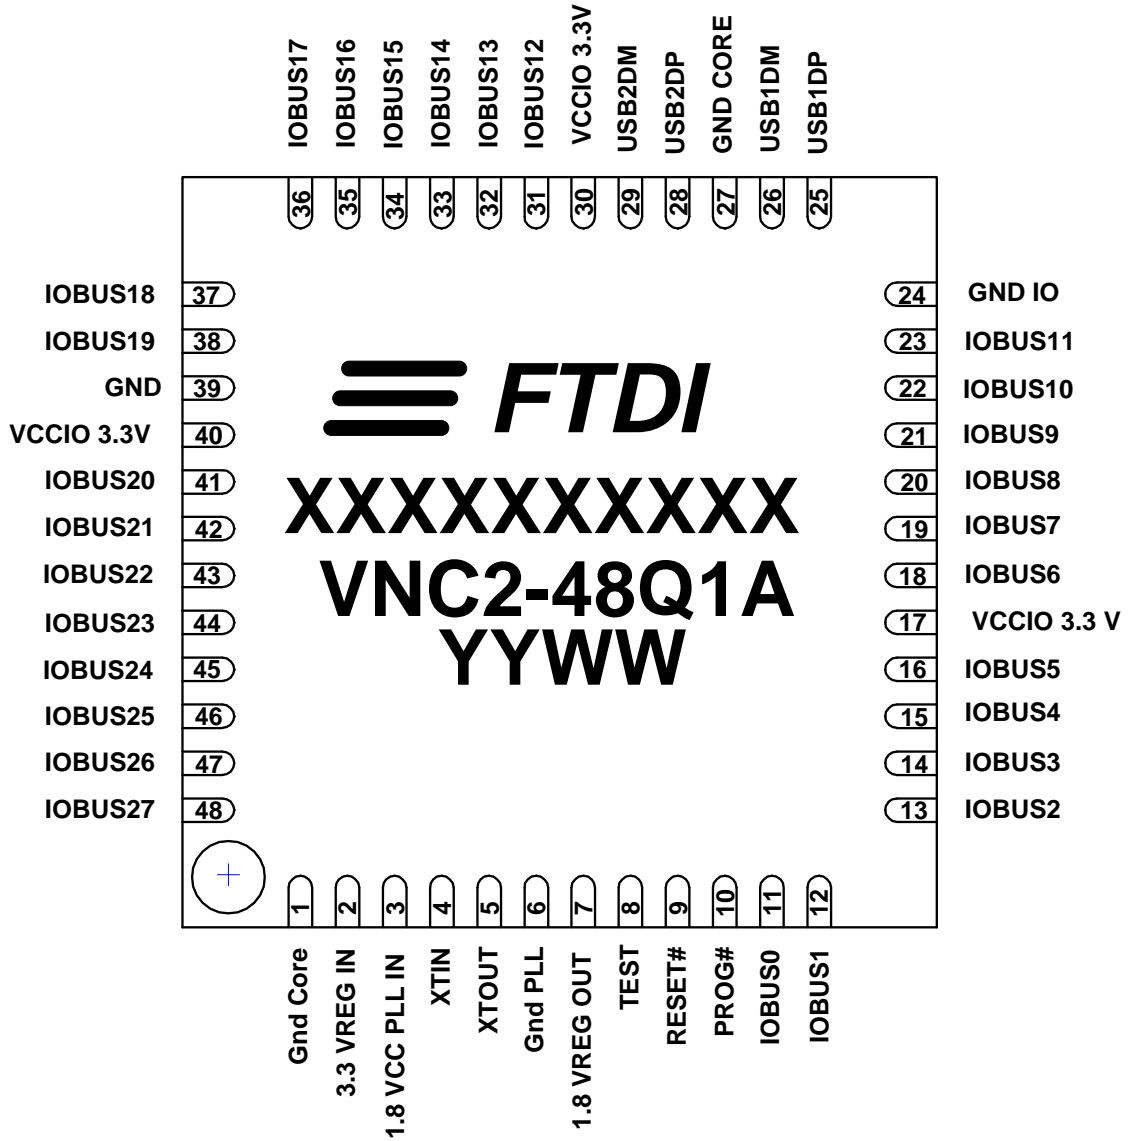 IOBUS17
IOBUS16
IOBUS15
IOBUS14
IOBUS13
IOBUS12
VCCIO 3.3V
USB2DM
USB2DP
GND CORE
USB1DM
USB1DP
36
35
34
33
32
31
30
29
28
27
26
25
IOBUS18 37
IOBUS19 38
GND 39
VCCIO 3.3V 40
IOBUS20 41
IOBUS21 42
IOBUS22 43
IOBUS23 44
IOBUS24 45
IOBUS25 46
IOBUS26 47
IOBUS27 48
FTDI
XXXXXXXXXX
VNC2-48Q1A
YYWW
24 GND IO
23 IOBUS11
22 IOBUS10
21 IOBUS9
20 IOBUS8
19 IOBUS7
18 IOBUS6
17 VCCIO 3.3 V
16 IOBUS5
15 IOBUS4
14 IOBUS3
13 IOBUS2
1
2
3
4
5
6
7
8
9
10
11
12
Gnd Core
3.3 VREG IN
1.8 VCC PLL IN
XTIN
XTOUT
Gnd PLL
1.8 VREG OUT
TEST
RESET#
PROG#
IOBUS0
IOBUS1